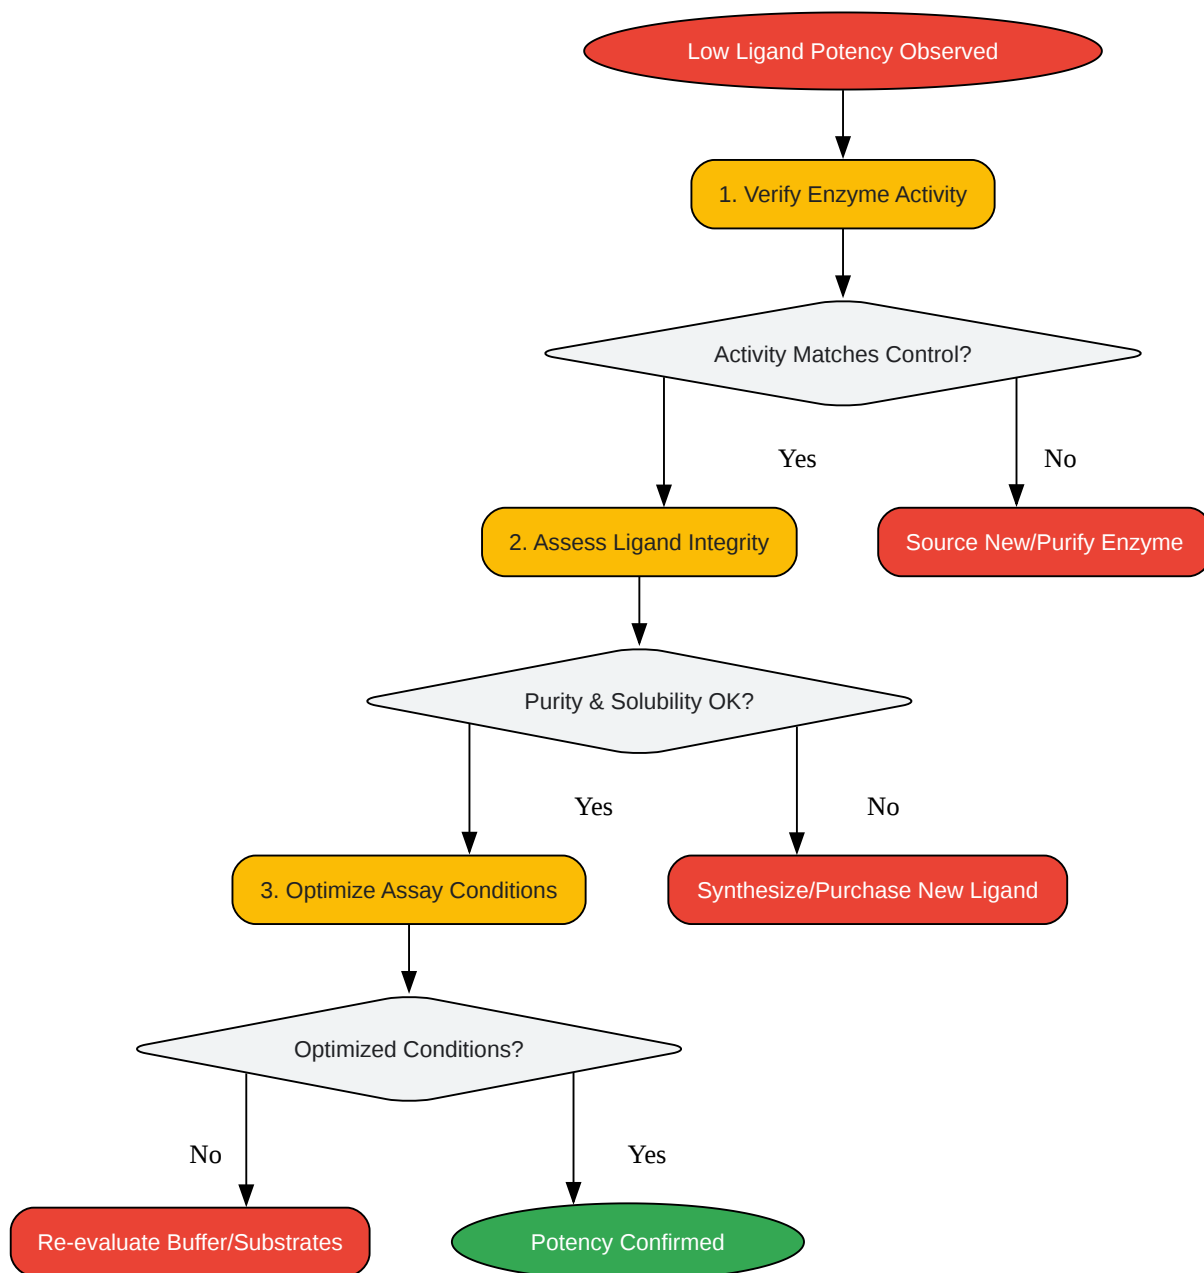 Low Ligand Potency Observed
1. Verify Enzyme Activity
Activity Matches Control?
Yes
No
2. Assess Ligand Integrity
Source New/Purify Enzyme
Purity & Solubility OK?
Yes
No
3. Optimize Assay Conditions
Synthesize/Purchase New Ligand
Optimized Conditions?
No
Yes
Re-evaluate Buffer/Substrates
Potency Confirmed